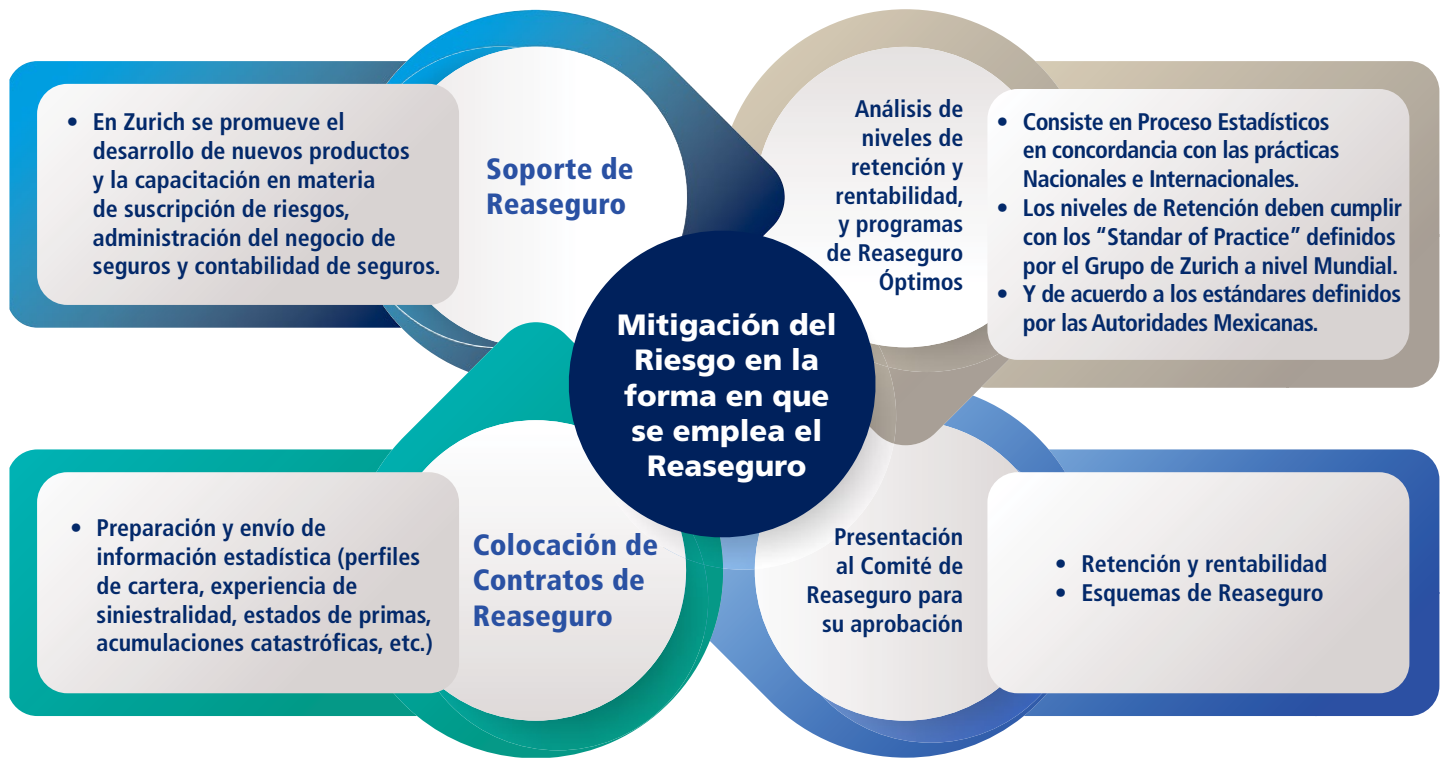 • En Zurich se promueve el
desarrollo de nuevos productos
y la capacitación en materia
de suscripción de riesgos,
administración del negocio de
seguros y contabilidad de seguros.
Soporte de
Reaseguro
Análisis de
niveles de
retención y
rentabilidad,
y programas
de Reaseguro
Óptimos
• Consiste en Proceso Estadísticos
en concordancia con las prácticas
Nacionales e Internacionales.
• Los niveles de Retención deben cumplir
con los “Standar of Practice” definidos
por el Grupo de Zurich a nivel Mundial.
• Y de acuerdo a los estándares definidos
por las Autoridades Mexicanas.
Mitigación del
Riesgo en la
forma en que
se emplea el
Reaseguro
• Preparación y envío de
información estadística (perfiles
de cartera, experiencia de
siniestralidad, estados de primas,
acumulaciones catastróficas, etc.)
Colocación de
Contratos de
Reaseguro
Presentación
al Comité de
Reaseguro para
su aprobación
• Retención y rentabilidad
• Esquemas de Reaseguro